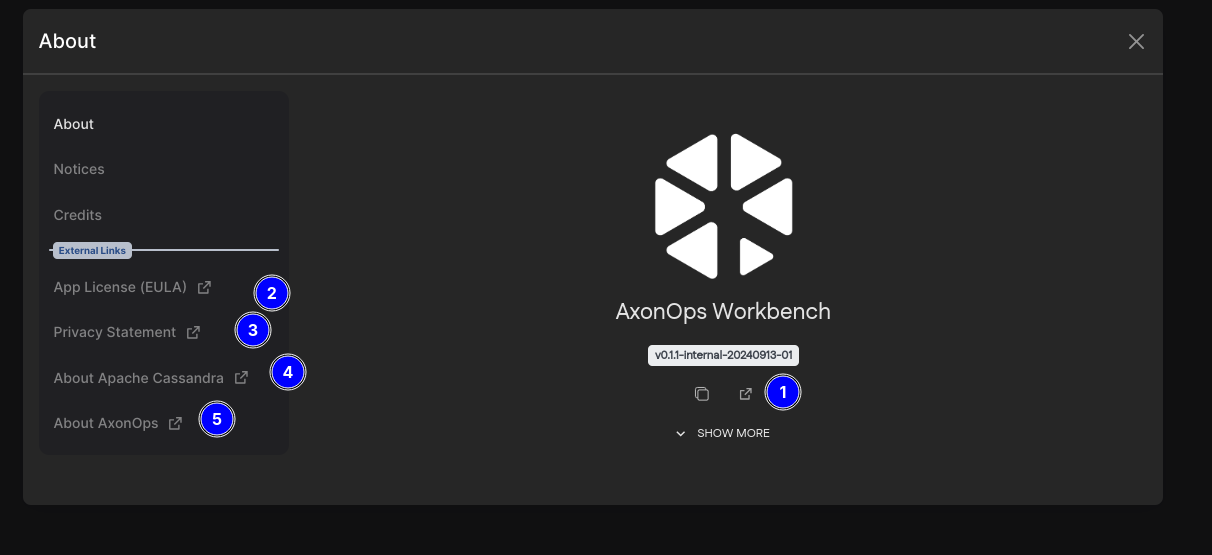 About
About
Notices
Credits
External Links
App License (EULA)
2
Privacy Statement
3
About Apache Cassandra
4
About AxonOps
5
AxonOps Workbench
v0.1.1-internal-20240913-01
1
SHOW MORE